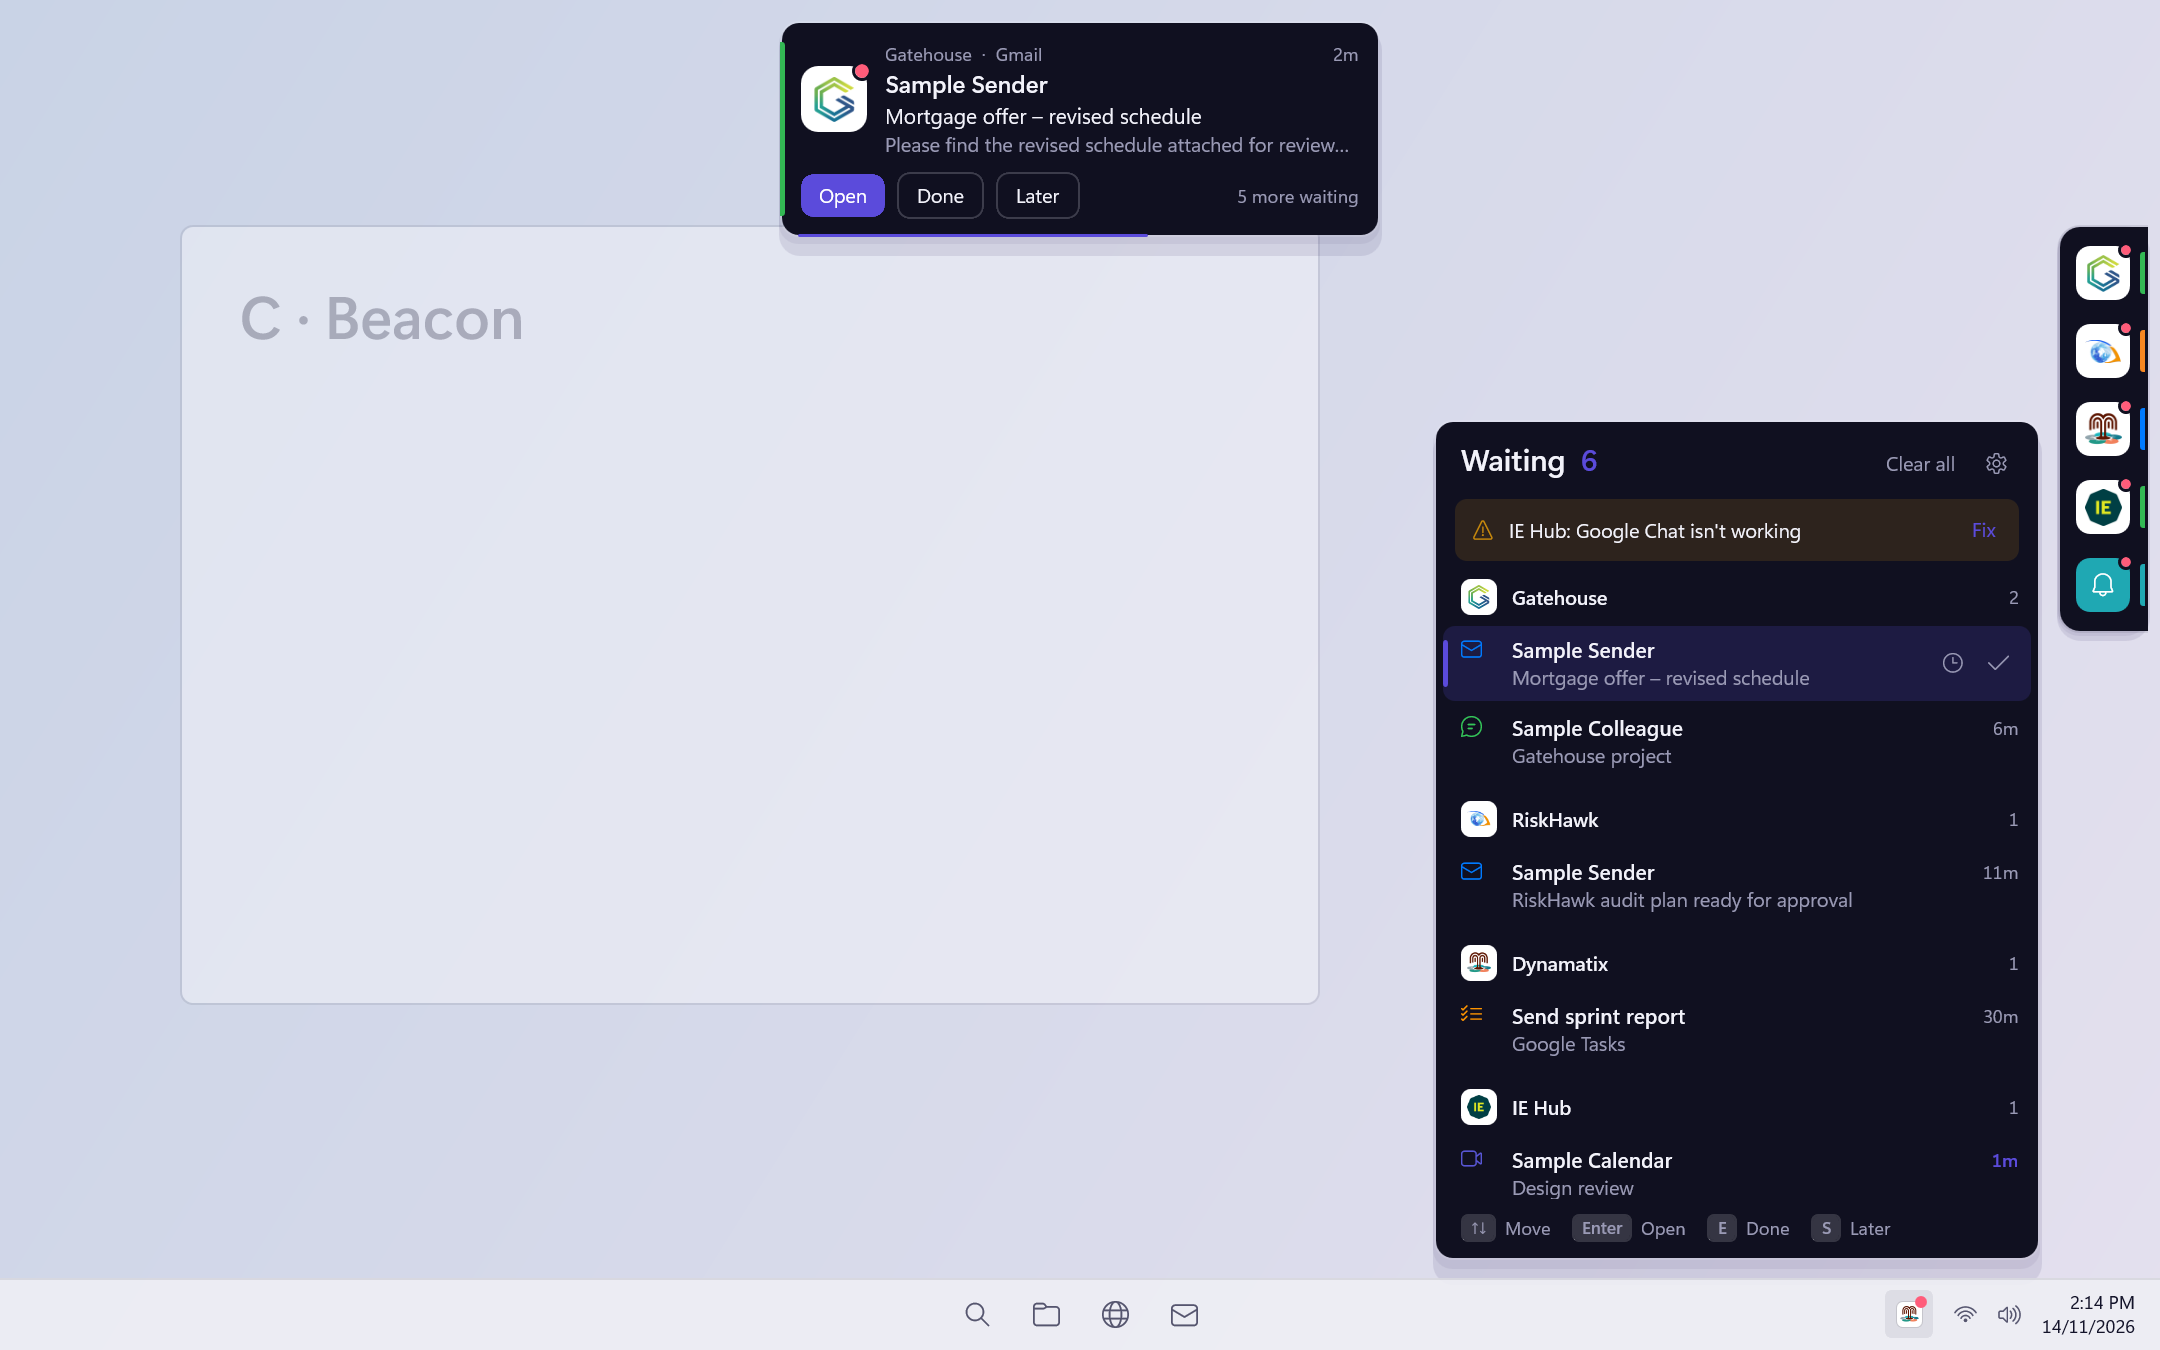 Gatehouse · Gmail 2m
Sample Sender
Mortgage offer – revised schedule
Please find the revised schedule attached for review...
Open Done Later 5 more waiting
C · Beacon
Waiting 6 Clear all
IE Hub: Google Chat isn't working Fix
Gatehouse 2
Sample Sender
Mortgage offer – revised schedule
Sample Colleague 6m
Gatehouse project
RiskHawk 1
Sample Sender 11m
RiskHawk audit plan ready for approval
Dynamatix 1
Send sprint report 30m
Google Tasks
IE
IE IE Hub 1
Sample Calendar 1m
Design review
↑↓ Move Enter Open E Done S Later
2:14 PM
14/11/2026